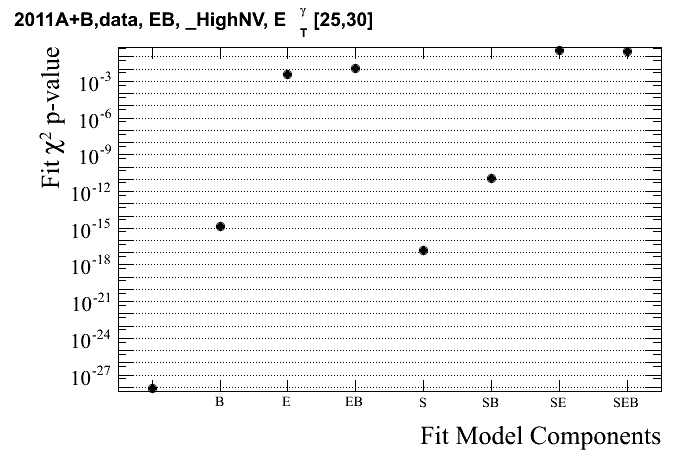 2011A+B,data, EB, _HighNV, E γ T [25,30]
Fit χ² p-value
10⁻³
10⁻⁶
10⁻⁹
10⁻¹²
10⁻¹⁵
10⁻¹⁸
10⁻²¹
10⁻²⁴
10⁻²⁷
B E EB S SB SE SEB
Fit Model Components